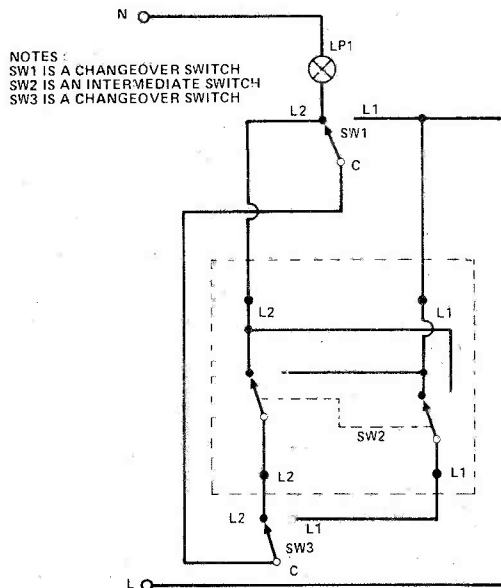 N
LP1
NOTES :
SW1 IS A CHANGEOVER SWITCH
SW2 IS AN INTERMEDIATE SWITCH
SW3 IS A CHANGEOVER SWITCH
L2
L1
SW1
C
L2
L1
SW2
L2
L1
L2
L1
SW3
C
L